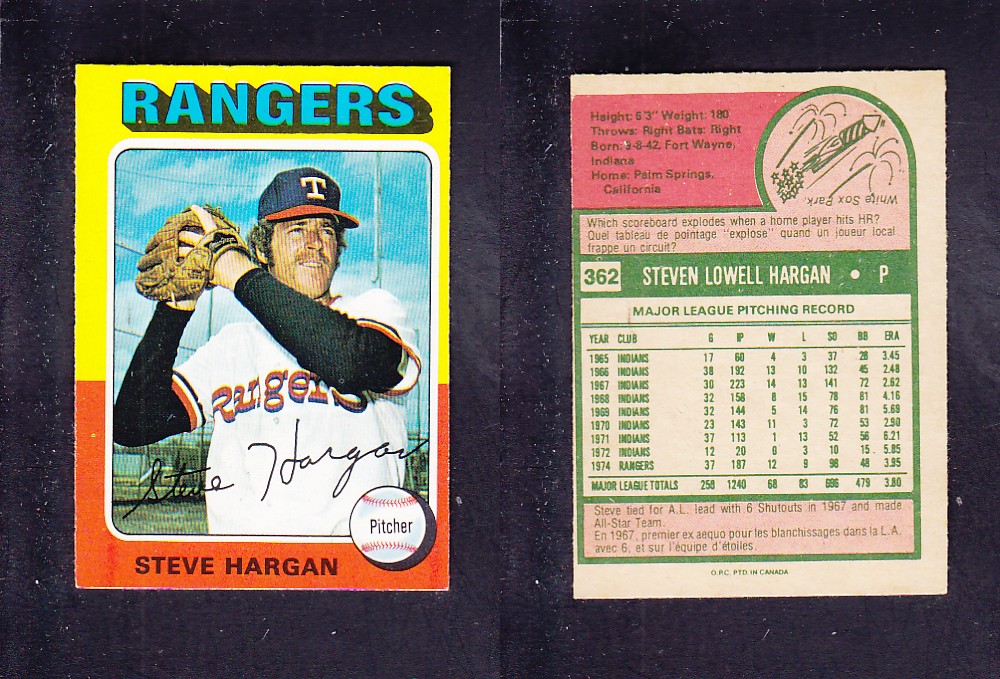 RANGERS
T
Rangers
Steve Hargan
Pitcher
STEVE HARGAN
Height: 6'3" Weight: 180
Throws: Right Bats: Right
Born: 9-8-42, Fort Wayne,
Indiana
Home: Palm Springs,
California
White Sox Park.
Which scoreboard explodes when a home player hits HR?
Quel tableau de pointage "explose" quand un joueur local
frappe un circuit?
362 STEVEN LOWELL HARGAN • P
MAJOR LEAGUE PITCHING RECORD
YEAR CLUB G IP W L SO BB ERA
1965 INDIANS 17 60 4 3 37 28 3.45
1966 INDIANS 38 192 13 10 132 45 2.48
1967 INDIANS 30 223 14 13 141 72 2.62
1968 INDIANS 32 158 8 15 78 81 4.16
1969 INDIANS 32 144 5 14 76 81 5.69
1970 INDIANS 23 143 11 3 72 53 2.90
1971 INDIANS 37 113 1 13 52 56 6.21
1972 INDIANS 12 20 0 3 10 15 5.85
1974 RANGERS 37 187 12 9 98 48 3.95
MAJOR LEAGUE TOTALS 258 1240 68 83 696 479 3.80
Steve tied for A.L. lead with 6 Shutouts in 1967 and made
All-Star Team.
En 1967, premier ex aequo pour les blanchissages dans la L.A.
avec 6, et sur l'équipe d'étoiles.
O.P.C. PTD. IN CANADA